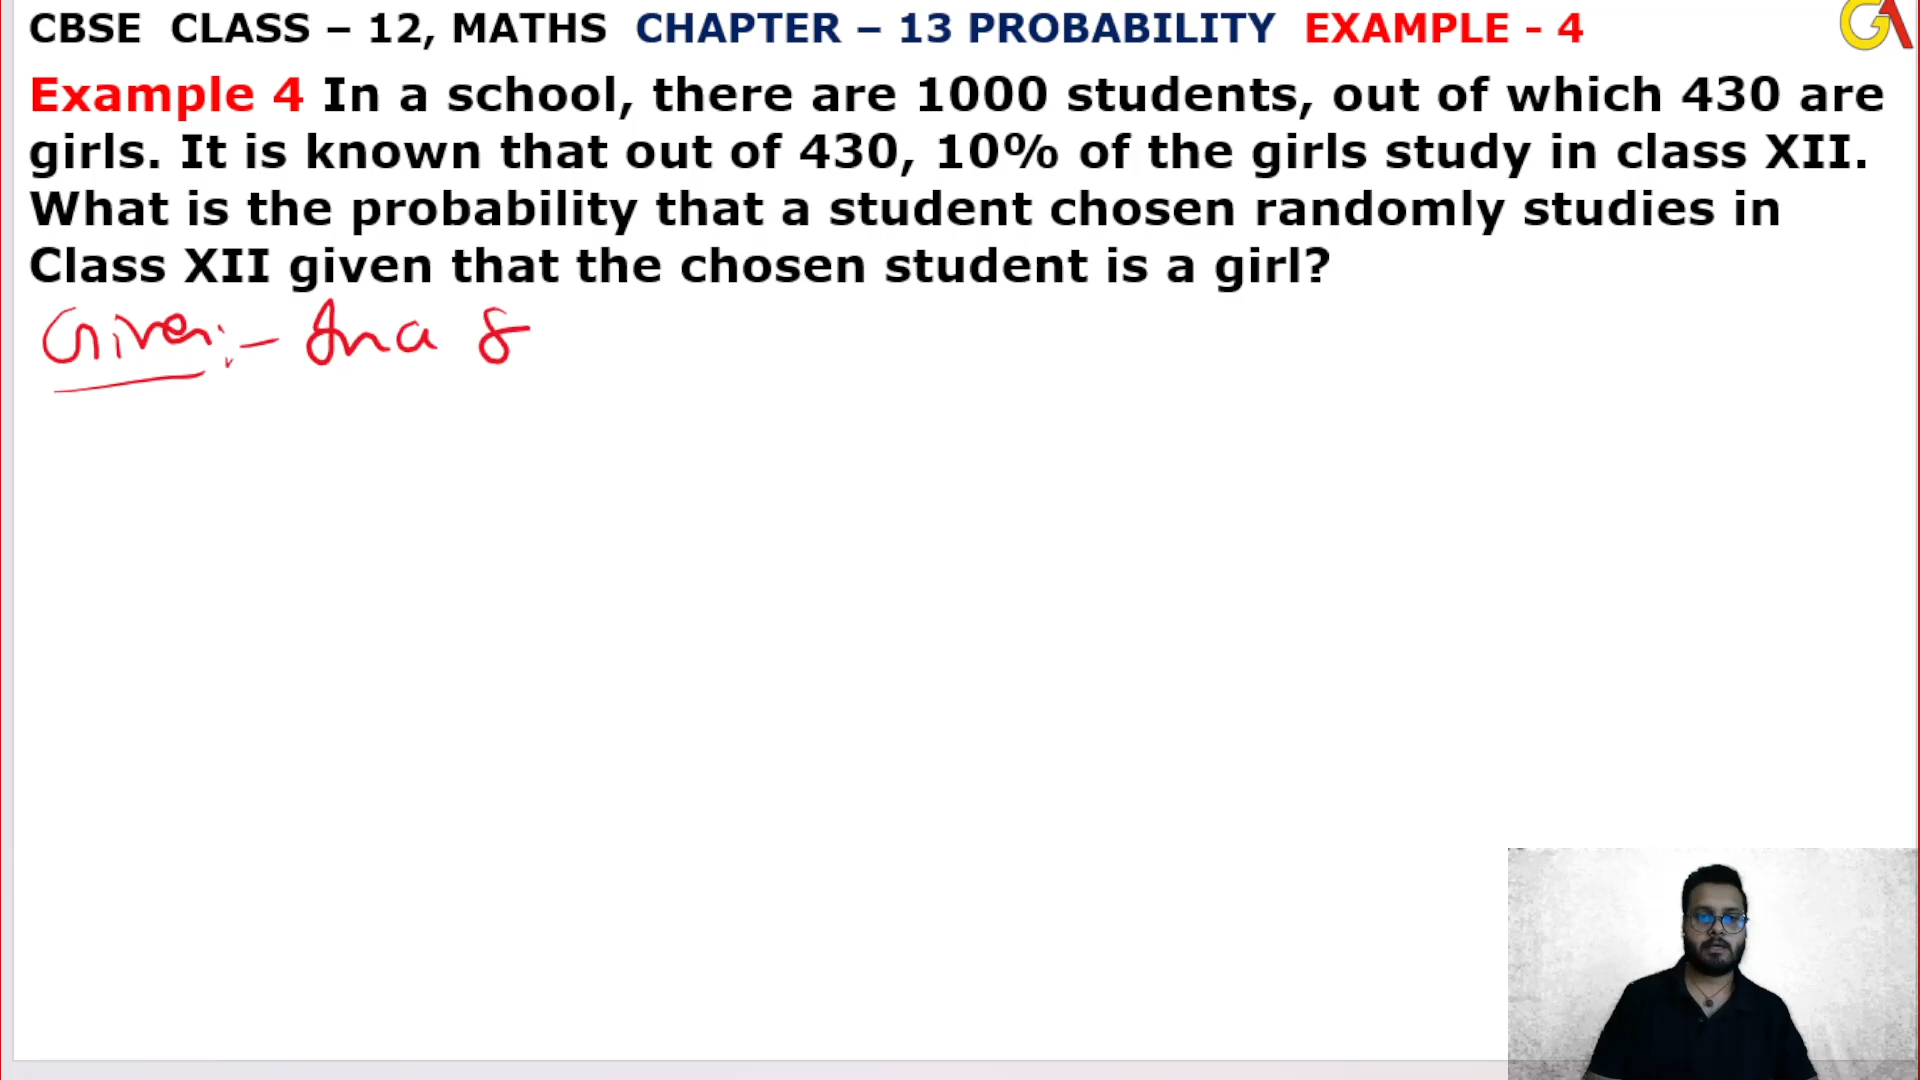 CBSE CLASS – 12, MATHS CHAPTER – 13 PROBABILITY EXAMPLE - 4
GA
Example 4 In a school, there are 1000 students, out of which 430 are
girls. It is known that out of 430, 10% of the girls study in class XII.
What is the probability that a student chosen randomly studies in
Class XII given that the chosen student is a girl?
Given:- In a